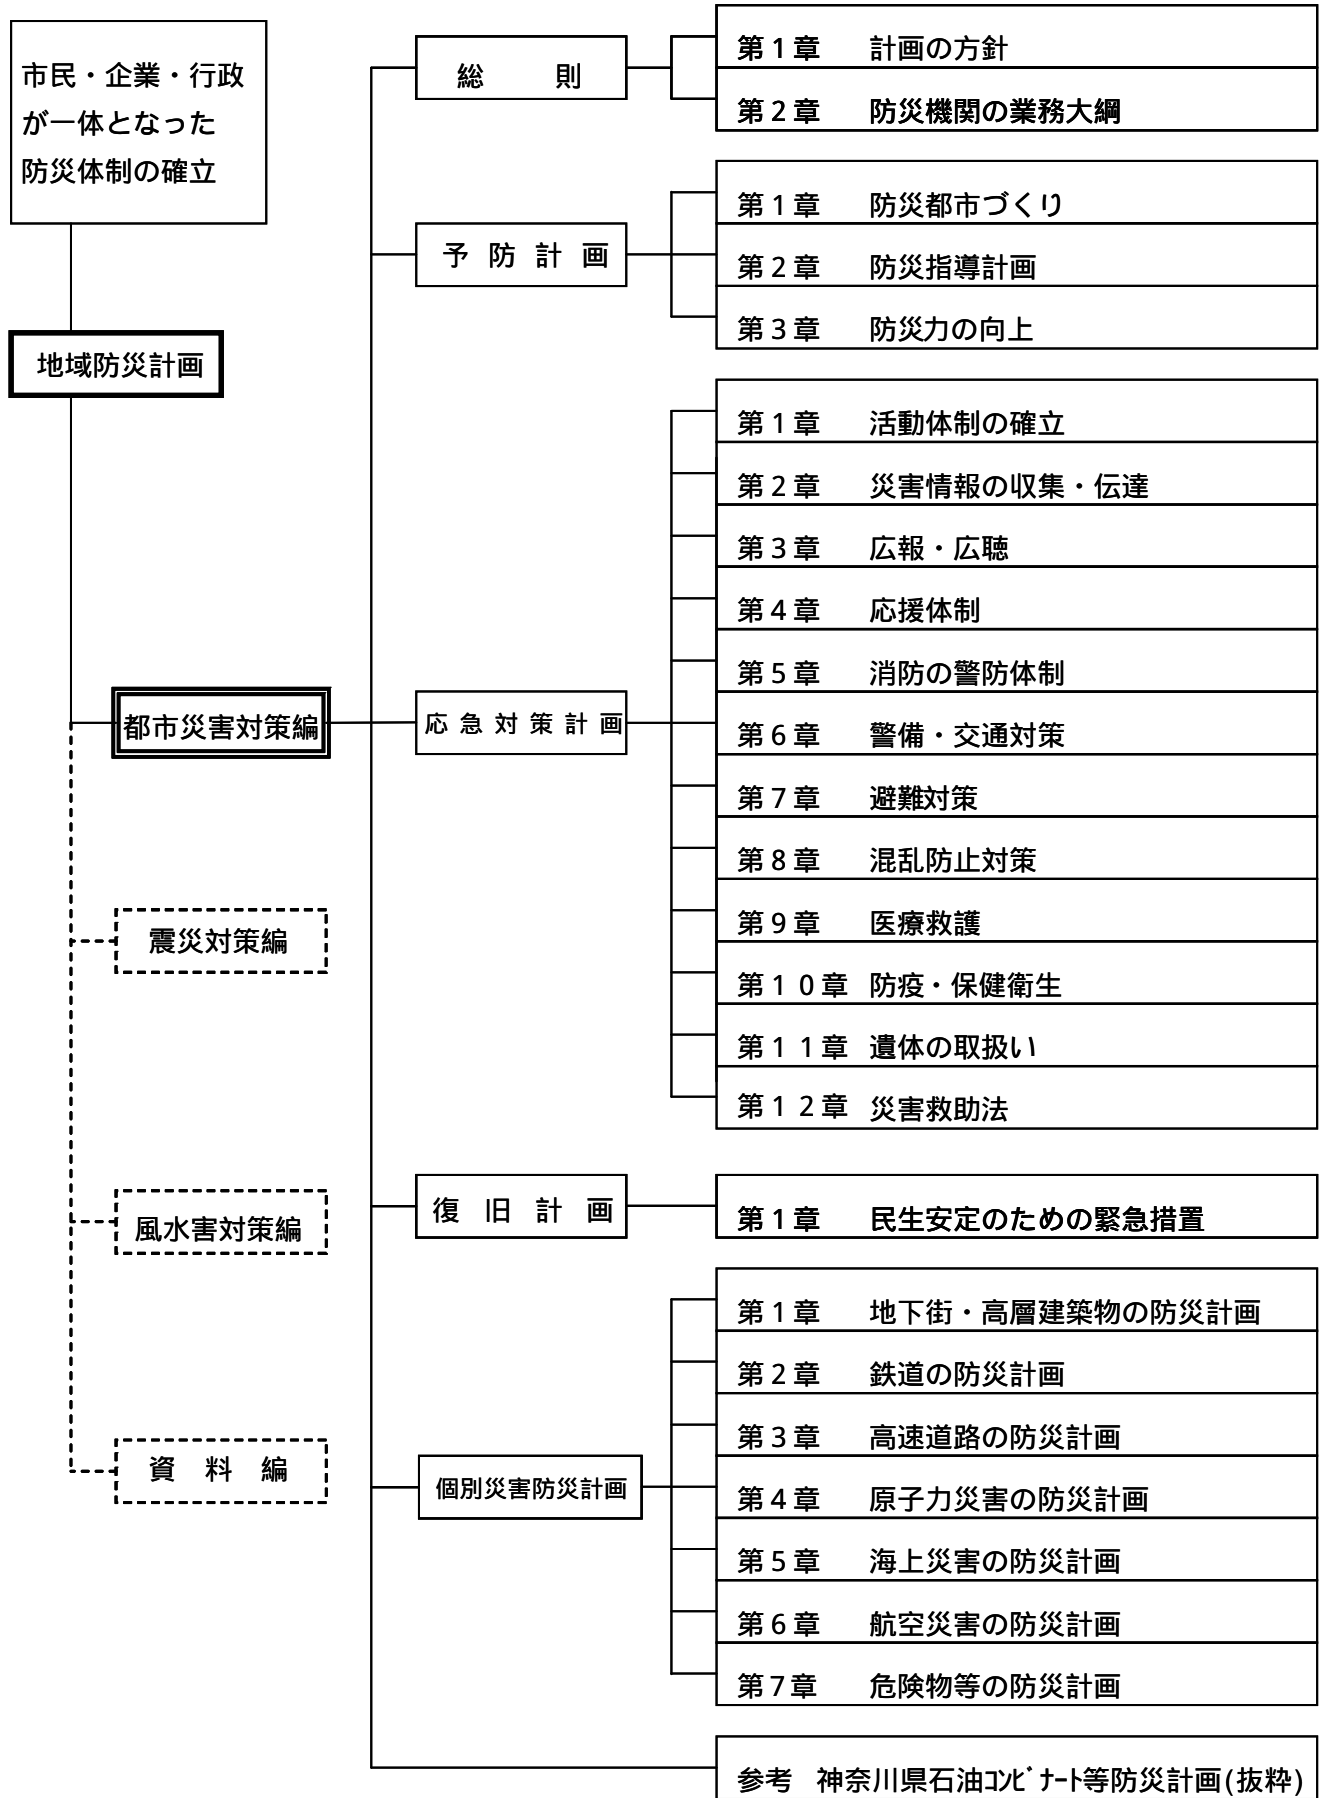 市民・企業・行政
が一体となった
防災体制の確立
地域防災計画
都市災害対策編
震災対策編
風水害対策編
資料編
総則
第1章 計画の方針
第2章 防災機関の業務大綱
予防計画
第1章 防災都市づくり
第2章 防災指導計画
第3章 防災力の向上
応急対策計画
第1章 活動体制の確立
第2章 災害情報の収集・伝達
第3章 広報・広聴
第4章 応援体制
第5章 消防の警防体制
第6章 警備・交通対策
第7章 避難対策
第8章 混乱防止対策
第9章 医療救護
第10章 防疫・保健衛生
第11章 遺体の取扱い
第12章 災害救助法
復旧計画
第1章 民生安定のための緊急措置
個別災害防災計画
第1章 地下街・高層建築物の防災計画
第2章 鉄道の防災計画
第3章 高速道路の防災計画
第4章 原子力災害の防災計画
第5章 海上災害の防災計画
第6章 航空災害の防災計画
第7章 危険物等の防災計画
参考 神奈川県石油ｺﾝﾋﾞﾅｰﾄ等防災計画(抜粋)